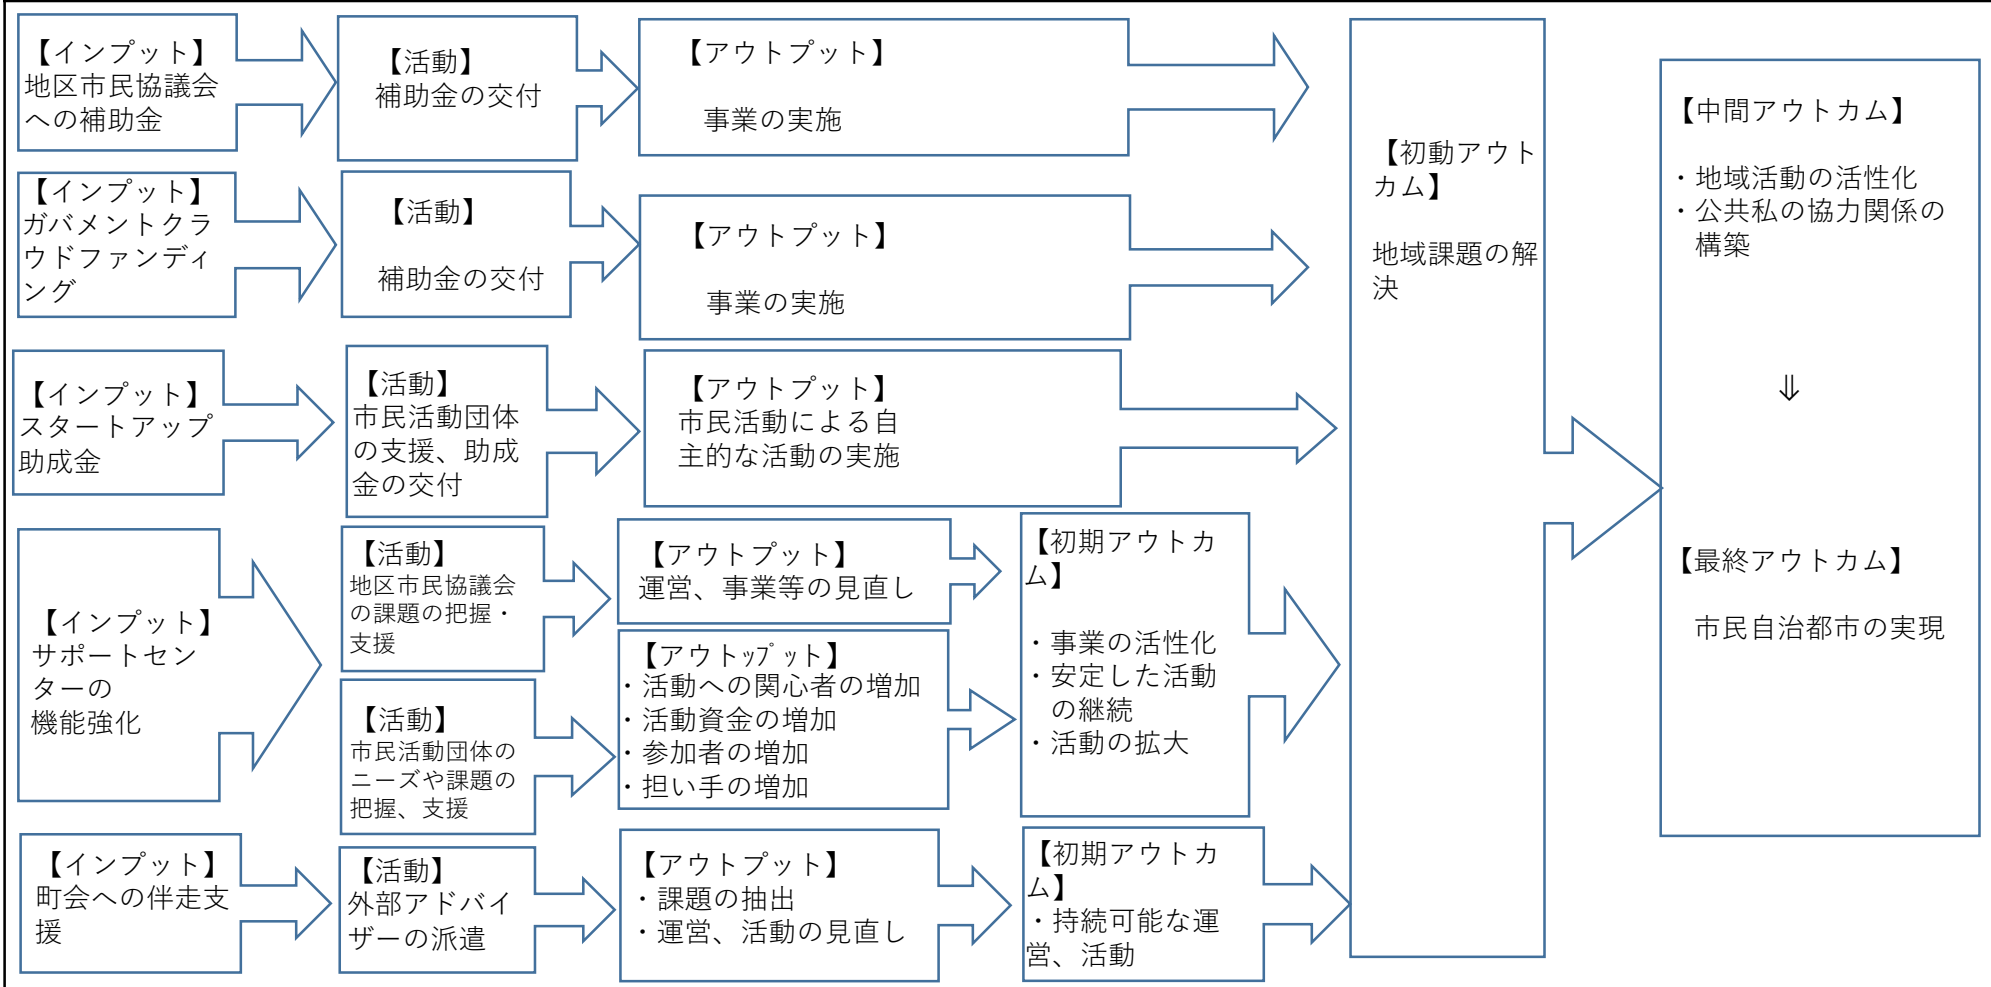 【インプット】
地区市民協議会
への補助金
【活動】
補助金の交付
【アウトプット】
事業の実施
【インプット】
ガバメントクラ
ウドファンディ
ング
【活動】
補助金の交付
【アウトプット】
事業の実施
【インプット】
スタートアップ
助成金
【活動】
市民活動団体
の支援、助成
金の交付
【アウトプット】
市民活動による自
主的な活動の実施
【インプット】
サポートセン
ターの
機能強化
【活動】
地区市民協議会
の課題の把握・
支援
【アウトプット】
運営、事業等の見直し
【活動】
市民活動団体の
ニーズや課題の
把握、支援
【アウトップット】
・活動への関心者の増加
・活動資金の増加
・参加者の増加
・担い手の増加
【初期アウトカ
ム】
・事業の活性化
・安定した活動
の継続
・活動の拡大
【インプット】
町会への伴走支
援
【活動】
外部アドバイ
ザーの派遣
【アウトプット】
・課題の抽出
・運営、活動の見直し
【初期アウトカ
ム】
・持続可能な運
営、活動
【初動アウト
カム】
地域課題の解
決
【中間アウトカム】
・地域活動の活性化
・公共私の協力関係の
構築
⇓
【最終アウトカム】
市民自治都市の実現